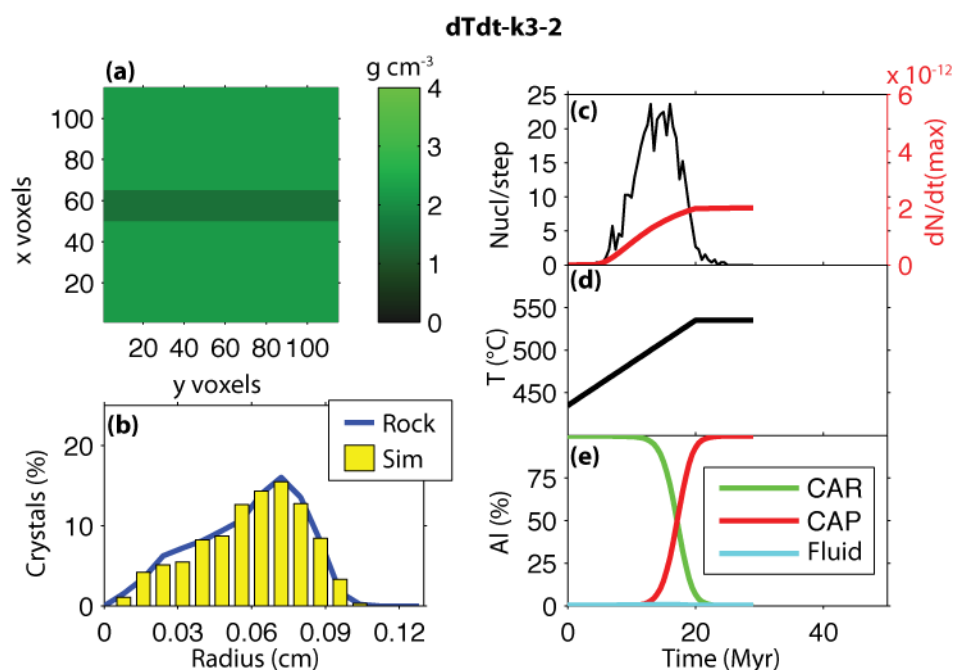 dTdt-k3-2
(a)
g cm-3
x voxels
100
80
60
40
20
20 40 60 80 100
y voxels
4
3
2
1
0
(b)
Rock
Sim
Crystals (%)
20
10
0
0 0.03 0.06 0.09 0.12
Radius (cm)
(c)
Nucl/step
25
20
15
10
5
0
x 10-12
6
4
2
0
dN/dt(max)
(d)
T (°C)
550
500
450
(e)
Al (%)
75
50
25
0
CAR
CAP
Fluid
0 20 40
Time (Myr)